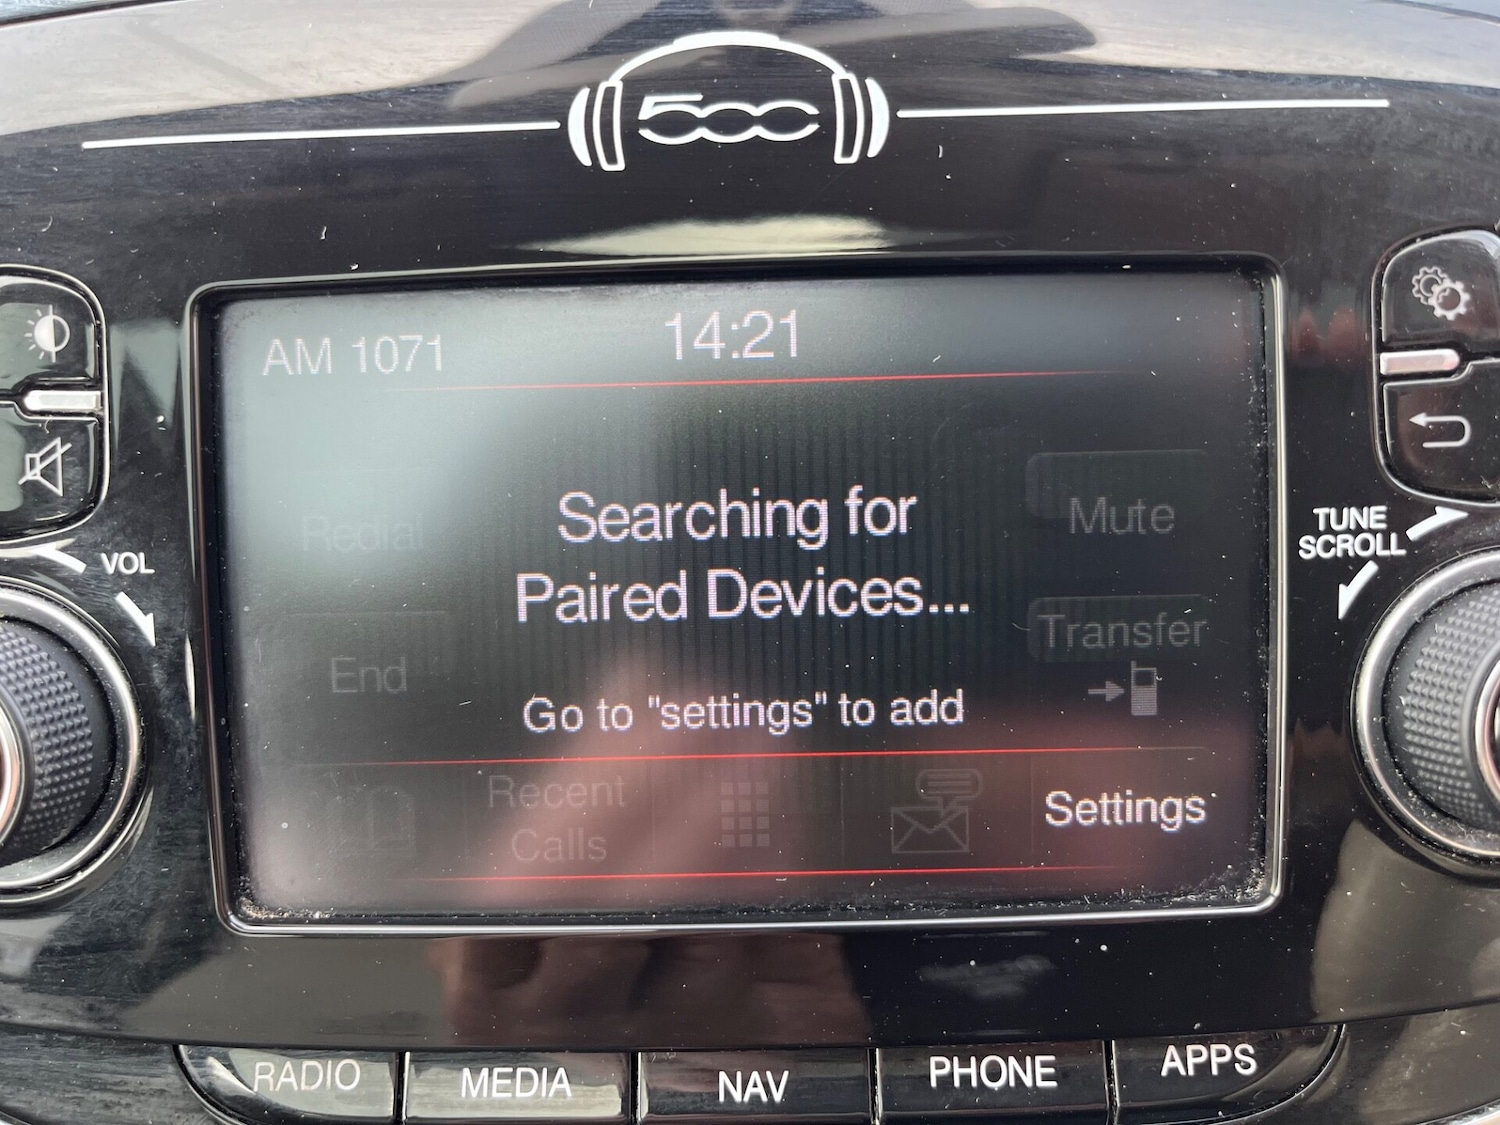 500
AM 1071
14:21
Redial
Searching for
Paired Devices...
Mute
End
Transfer
Go to "settings" to add
Recent
Calls
Settings
VOL
TUNE
SCROLL
RADIO
MEDIA
NAV
PHONE
APPS